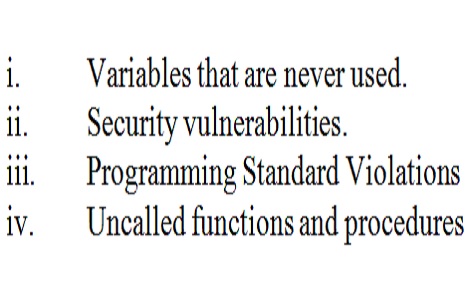 i. Variables that are never used.
ii. Security vulnerabilities.
iii. Programming Standard Violations
iv. Uncalled functions and procedures